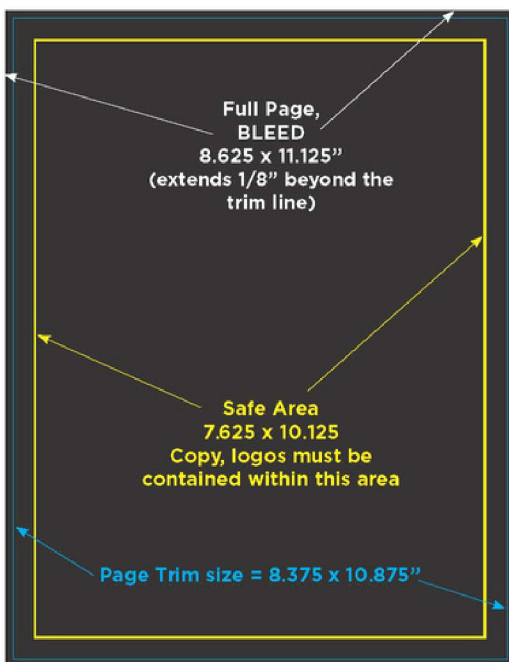 Full Page,
BLEED
8.625 x 11.125”
(extends 1/8” beyond the
trim line)
Safe Area
7.625 x 10.125
Copy, logos must be
contained within this area
Page Trim size = 8.375 x 10.875”